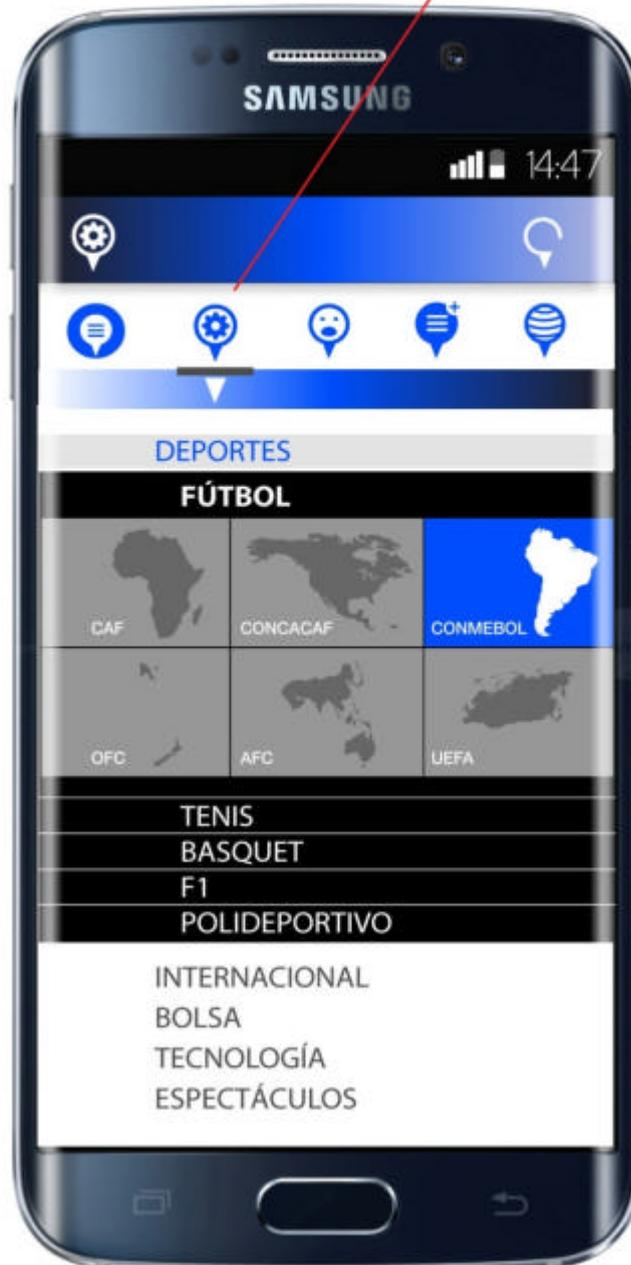 SAMSUNG
14:47
DEPORTES
FÚTBOL
CAF CONCACAF CONMEBOL
OFC AFC UEFA
TENIS
BASQUET
F1
POLIDEPORTIVO
INTERNACIONAL
BOLSA
TECNOLOGÍA
ESPECTÁCULOS